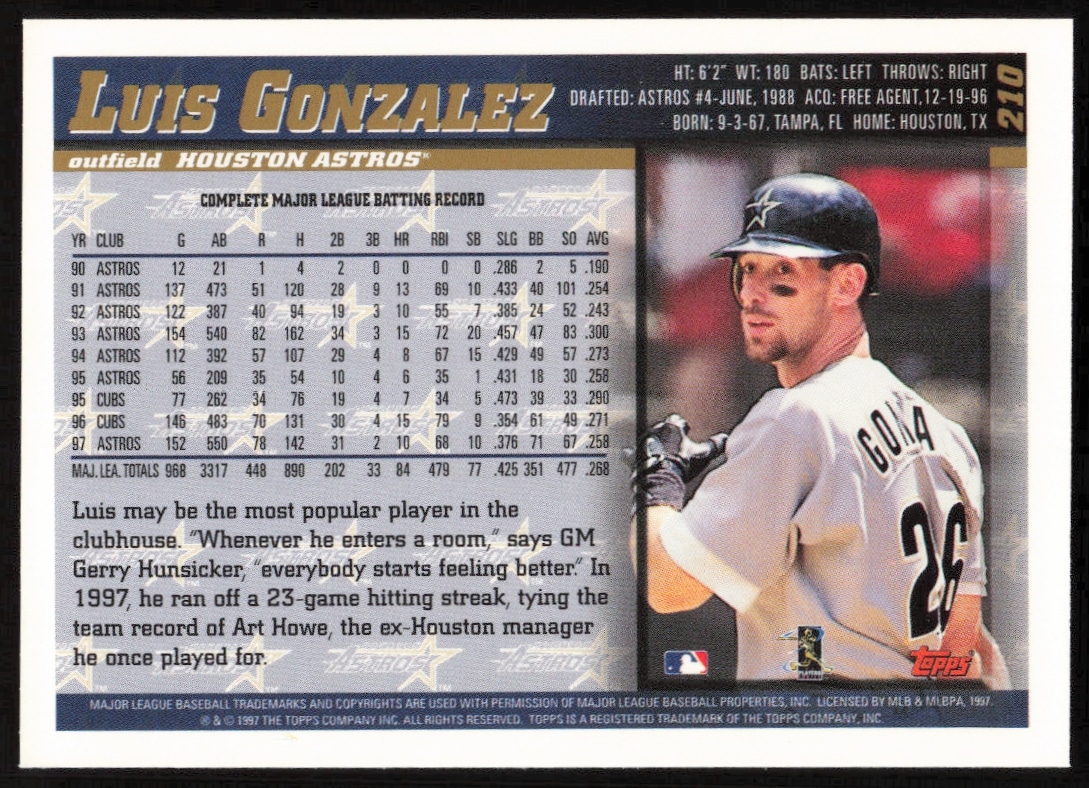 LUIS GONZALEZ
HT: 6'2" WT: 180 BATS: LEFT THROWS: RIGHT
DRAFTED: ASTROS #4-JUNE, 1988 ACQ: FREE AGENT, 12-19-96
BORN: 9-3-67, TAMPA, FL HOME: HOUSTON, TX
210
outfield HOUSTON ASTROS®
COMPLETE MAJOR LEAGUE BATTING RECORD
YR CLUB G AB R H 2B 3B HR RBI SB SLG BB SO AVG
90 ASTROS 12 21 1 4 2 0 0 0 0 .286 2 5 .190
91 ASTROS 137 473 51 120 28 9 13 69 10 .433 40 101 .254
92 ASTROS 122 387 40 94 19 3 10 55 7 .385 24 52 .243
93 ASTROS 154 540 82 162 34 3 15 72 20 .457 47 83 .300
94 ASTROS 112 392 57 107 29 4 8 67 15 .429 49 57 .273
95 ASTROS 56 209 35 54 10 4 6 35 1 .431 18 30 .258
95 CUBS 77 262 34 76 19 4 7 34 5 .473 39 33 .290
96 CUBS 146 483 70 131 30 4 15 79 9 .354 61 49 .271
97 ASTROS 152 550 78 142 31 2 10 68 10 .376 71 67 .258
MAJ. LEA. TOTALS 968 3317 448 890 202 33 84 479 77 .425 351 477 .268
Luis may be the most popular player in the
clubhouse. "Whenever he enters a room," says GM
Gerry Hunsicker, "everybody starts feeling better." In
1997, he ran off a 23-game hitting streak, tying the
team record of Art Howe, the ex-Houston manager
he once played for.
26
Topps
MAJOR LEAGUE BASEBALL TRADEMARKS AND COPYRIGHTS ARE USED WITH PERMISSION OF MAJOR LEAGUE BASEBALL PROPERTIES, INC. LICENSED BY MLB & MLBPA, 1997.
® & © 1997 THE TOPPS COMPANY INC. ALL RIGHTS RESERVED. TOPPS IS A REGISTERED TRADEMARK OF THE TOPPS COMPANY, INC.